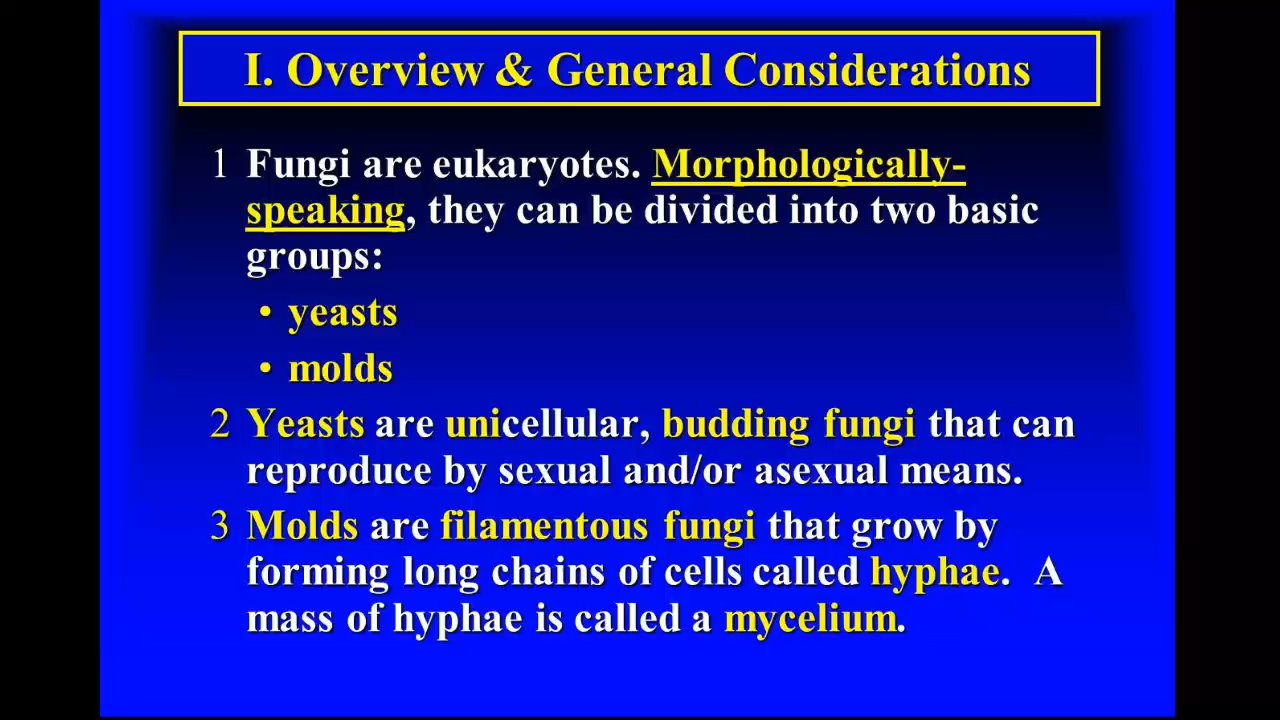 I. Overview & General Considerations
1 Fungi are eukaryotes. Morphologically-
speaking, they can be divided into two basic
groups:
• yeasts
• molds
2 Yeasts are unicellular, budding fungi that can
reproduce by sexual and/or asexual means.
3 Molds are filamentous fungi that grow by
forming long chains of cells called hyphae. A
mass of hyphae is called a mycelium.